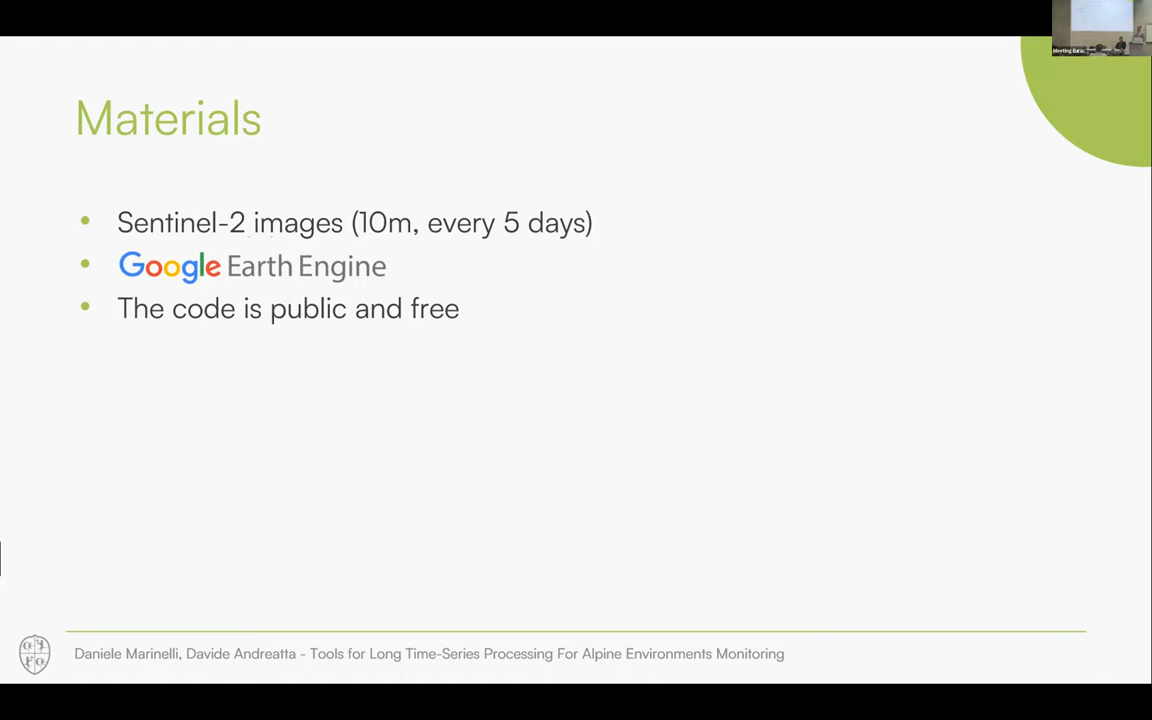 Materials
Sentinel-2 images (10m, every 5 days)
Google Earth Engine
The code is public and free
Daniele Marinelli, Davide Andreatta - Tools for Long Time-Series Processing For Alpine Environments Monitoring